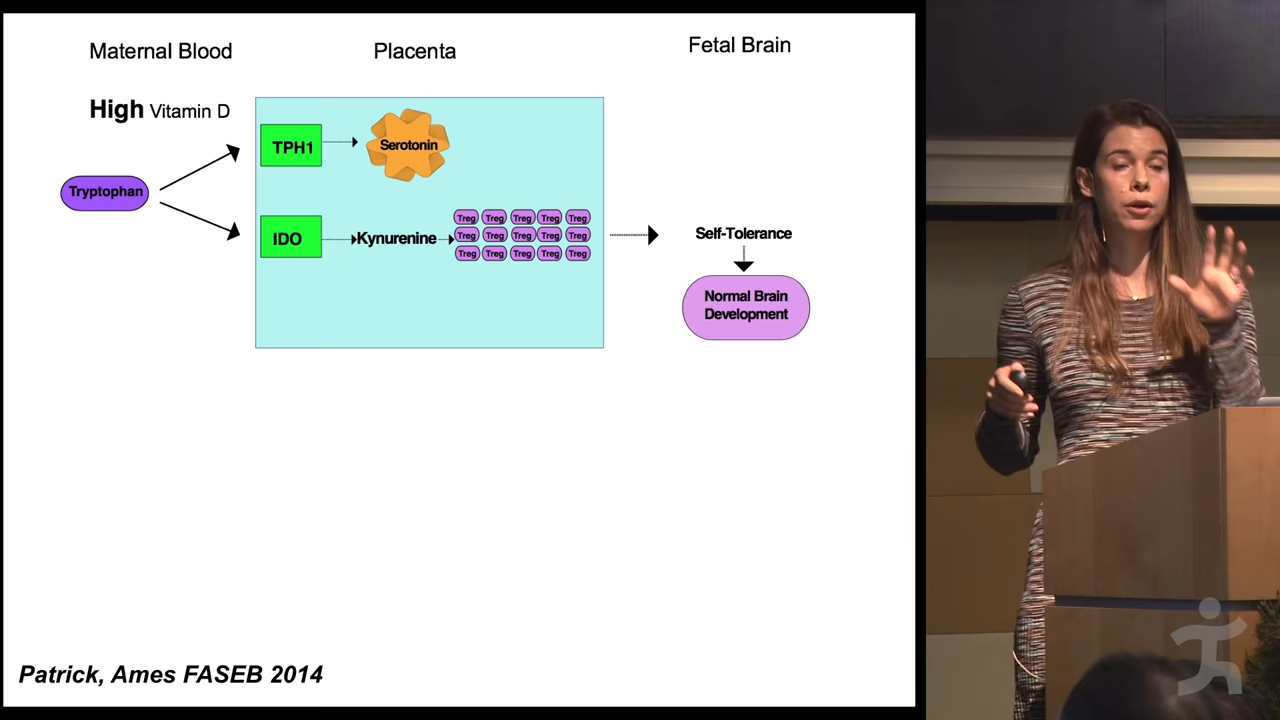 Maternal Blood
Placenta
Fetal Brain
High Vitamin D
TPH1
Serotonin
Tryptophan
IDO
Kynurenine
Treg Treg Treg Treg Treg
Treg Treg Treg Treg Treg
Treg Treg Treg Treg Treg
Self-Tolerance
Normal Brain
Development
Patrick, Ames FASEB 2014